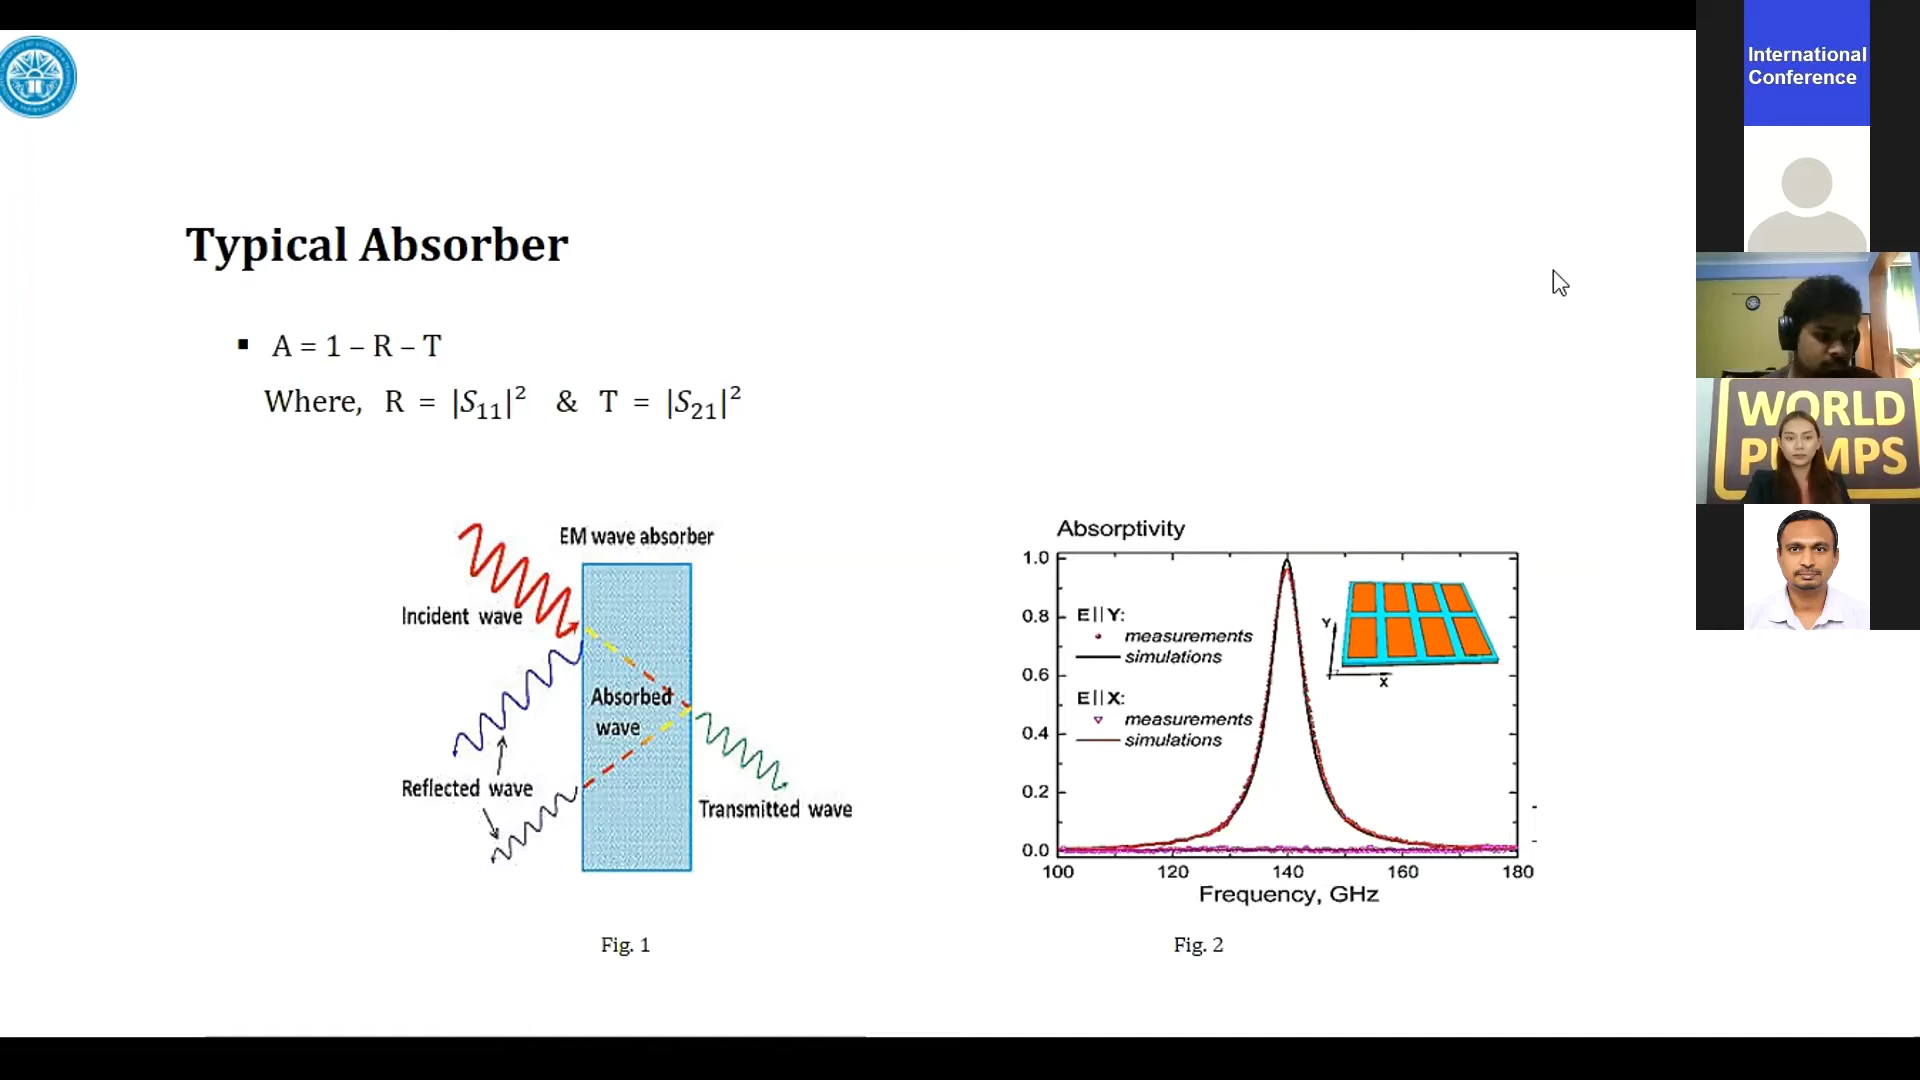 International
Conference
Typical Absorber
▪ A = 1 – R – T
Where, R = |S₁₁|² & T = |S₂₁|²
WORLD
PUMPS
EM wave absorber
Incident wave
Absorbed
wave
Reflected wave
Transmitted wave
Fig. 1
Absorptivity
1.0
0.8
0.6
0.4
0.2
0.0
E||Y:
measurements
simulations
E||X:
measurements
simulations
Y
X
100 120 140 160 180
Frequency, GHz
Fig. 2